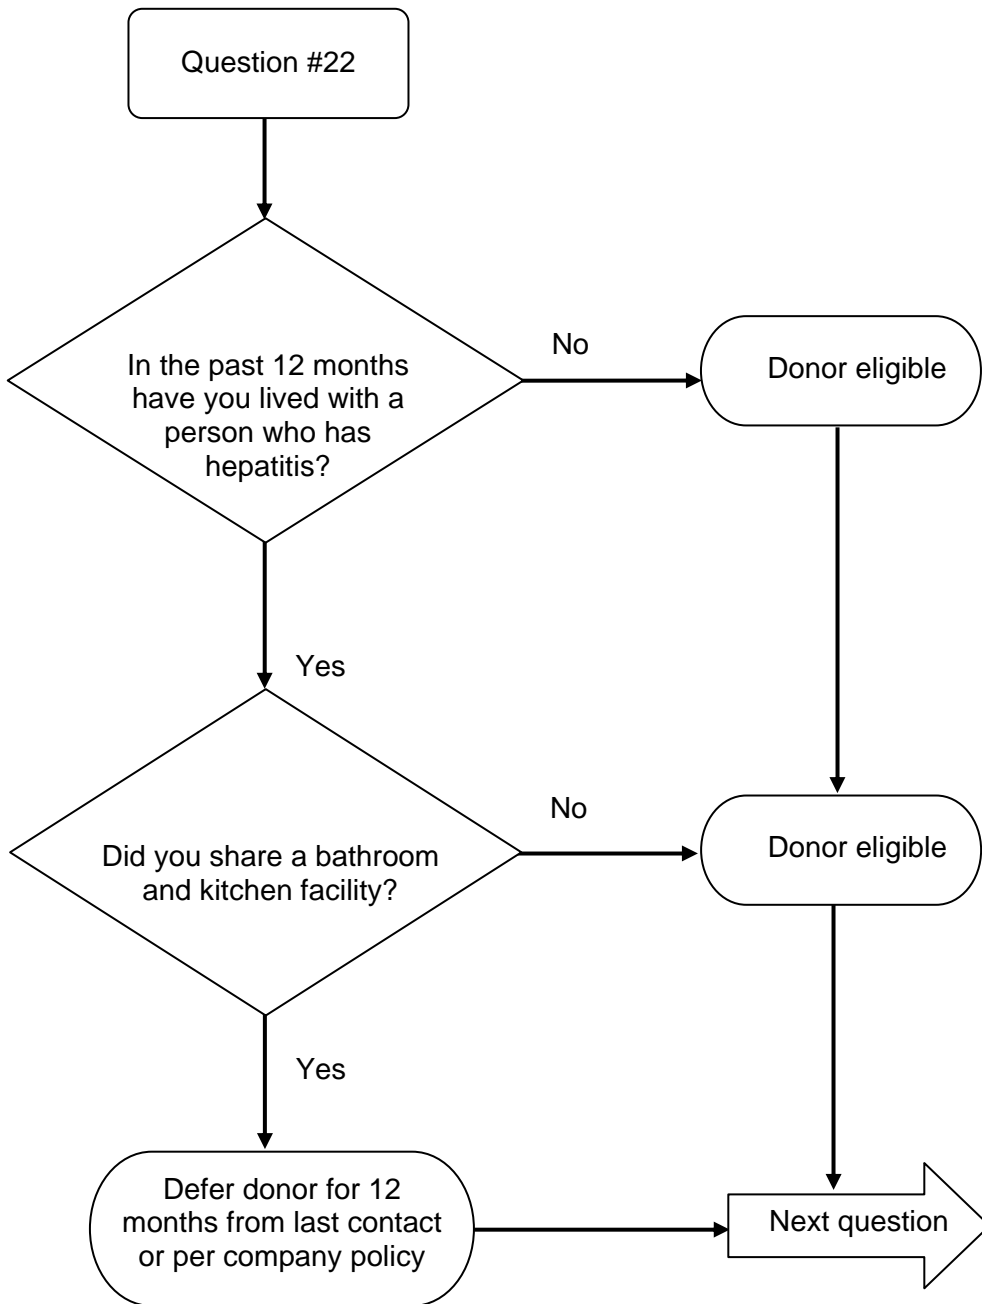 Question #22
No
In the past 12 months
have you lived with a
person who has
hepatitis?
Donor eligible
Yes
No
Did you share a bathroom
and kitchen facility?
Donor eligible
Yes
Defer donor for 12
months from last contact
or per company policy
Next question